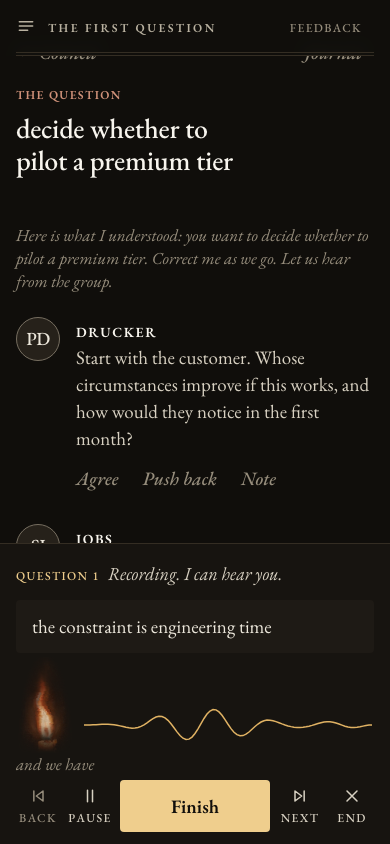 THE FIRST QUESTION
FEEDBACK
Council
Journal
THE QUESTION
decide whether to
pilot a premium tier
Here is what I understood: you want to decide whether to
pilot a premium tier. Correct me as we go. Let us hear
from the group.
PD
DRUCKER
Start with the customer. Whose
circumstances improve if this works, and
how would they notice in the first
month?
Agree Push back Note
SJ
JOBS
QUESTION 1 Recording. I can hear you.
the constraint is engineering time
and we have
BACK PAUSE Finish NEXT END